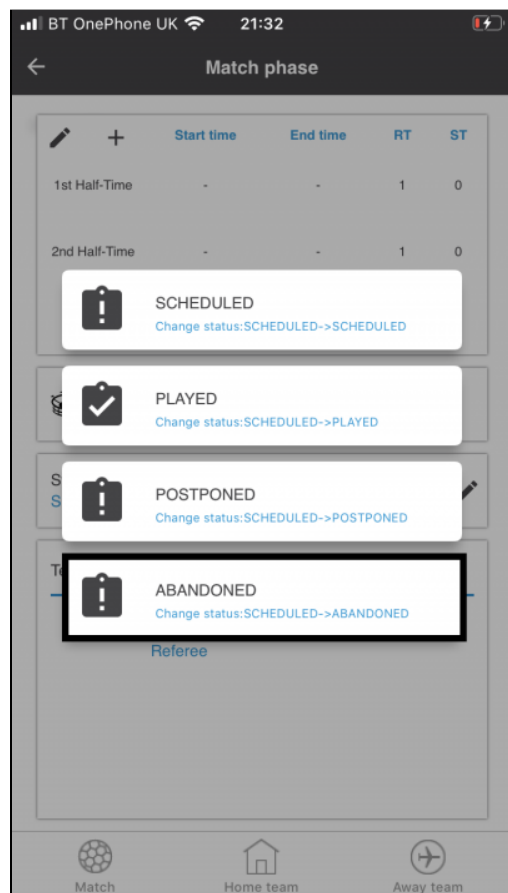 BT OnePhone UK 21:32
Match phase
Start time End time RT ST
1st Half-Time - - 1 0
2nd Half-Time - - 1 0
SCHEDULED
Change status:SCHEDULED->SCHEDULED
PLAYED
Change status:SCHEDULED->PLAYED
S
S
POSTPONED
Change status:SCHEDULED->POSTPONED
Te
ABANDONED
Change status:SCHEDULED->ABANDONED
Referee
Match Home team Away team